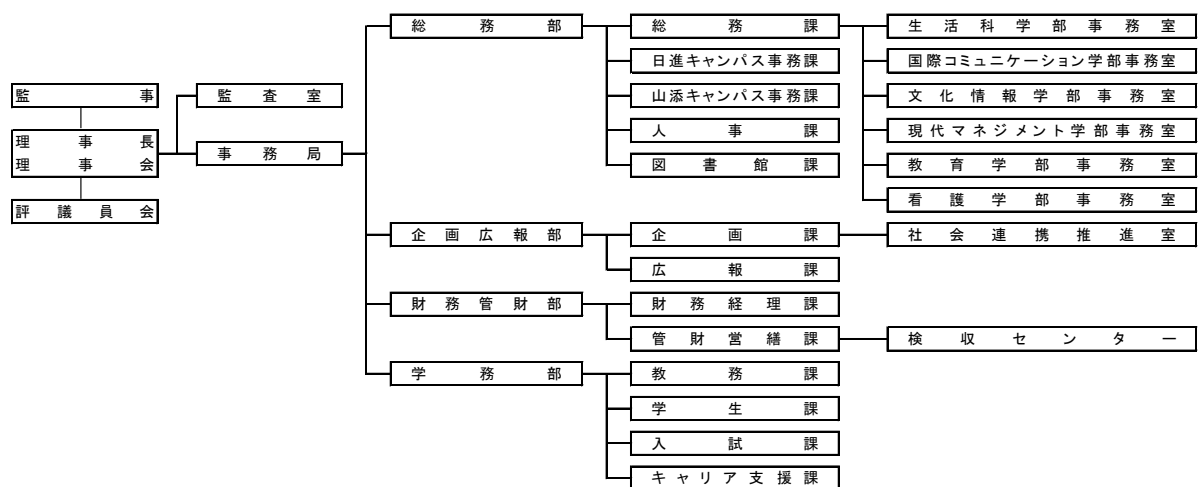 総務部
総務課
生活科学部事務室
日進キャンパス事務課
国際コミュニケーション学部事務室
監事
監査室
山添キャンパス事務課
文化情報学部事務室
理事長
理事会
事務局
人事課
現代マネジメント学部事務室
図書館課
教育学部事務室
評議員会
看護学部事務室
企画広報部
企画課
社会連携推進室
広報課
財務管財部
財務経理課
管財営繕課
検収センター
学務部
教務課
学生課
入試課
キャリア支援課